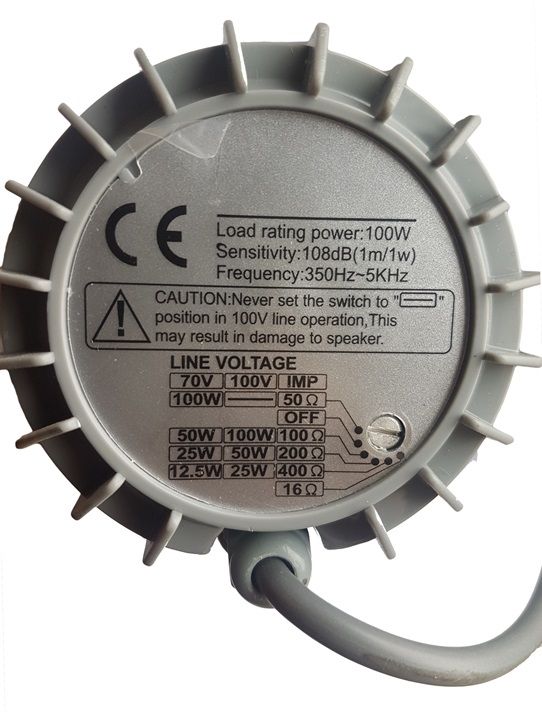 CE
Load rating power:100W
Sensitivity:108dB(1m/1w)
Frequency:350Hz~5KHz
CAUTION:Never set the switch to " "
position in 100V line operation,This
may result in damage to speaker.
LINE VOLTAGE
70V 100V IMP
100W 50Ω
OFF
50W 100W 100Ω
25W 50W 200Ω
12.5W 25W 400Ω
16Ω